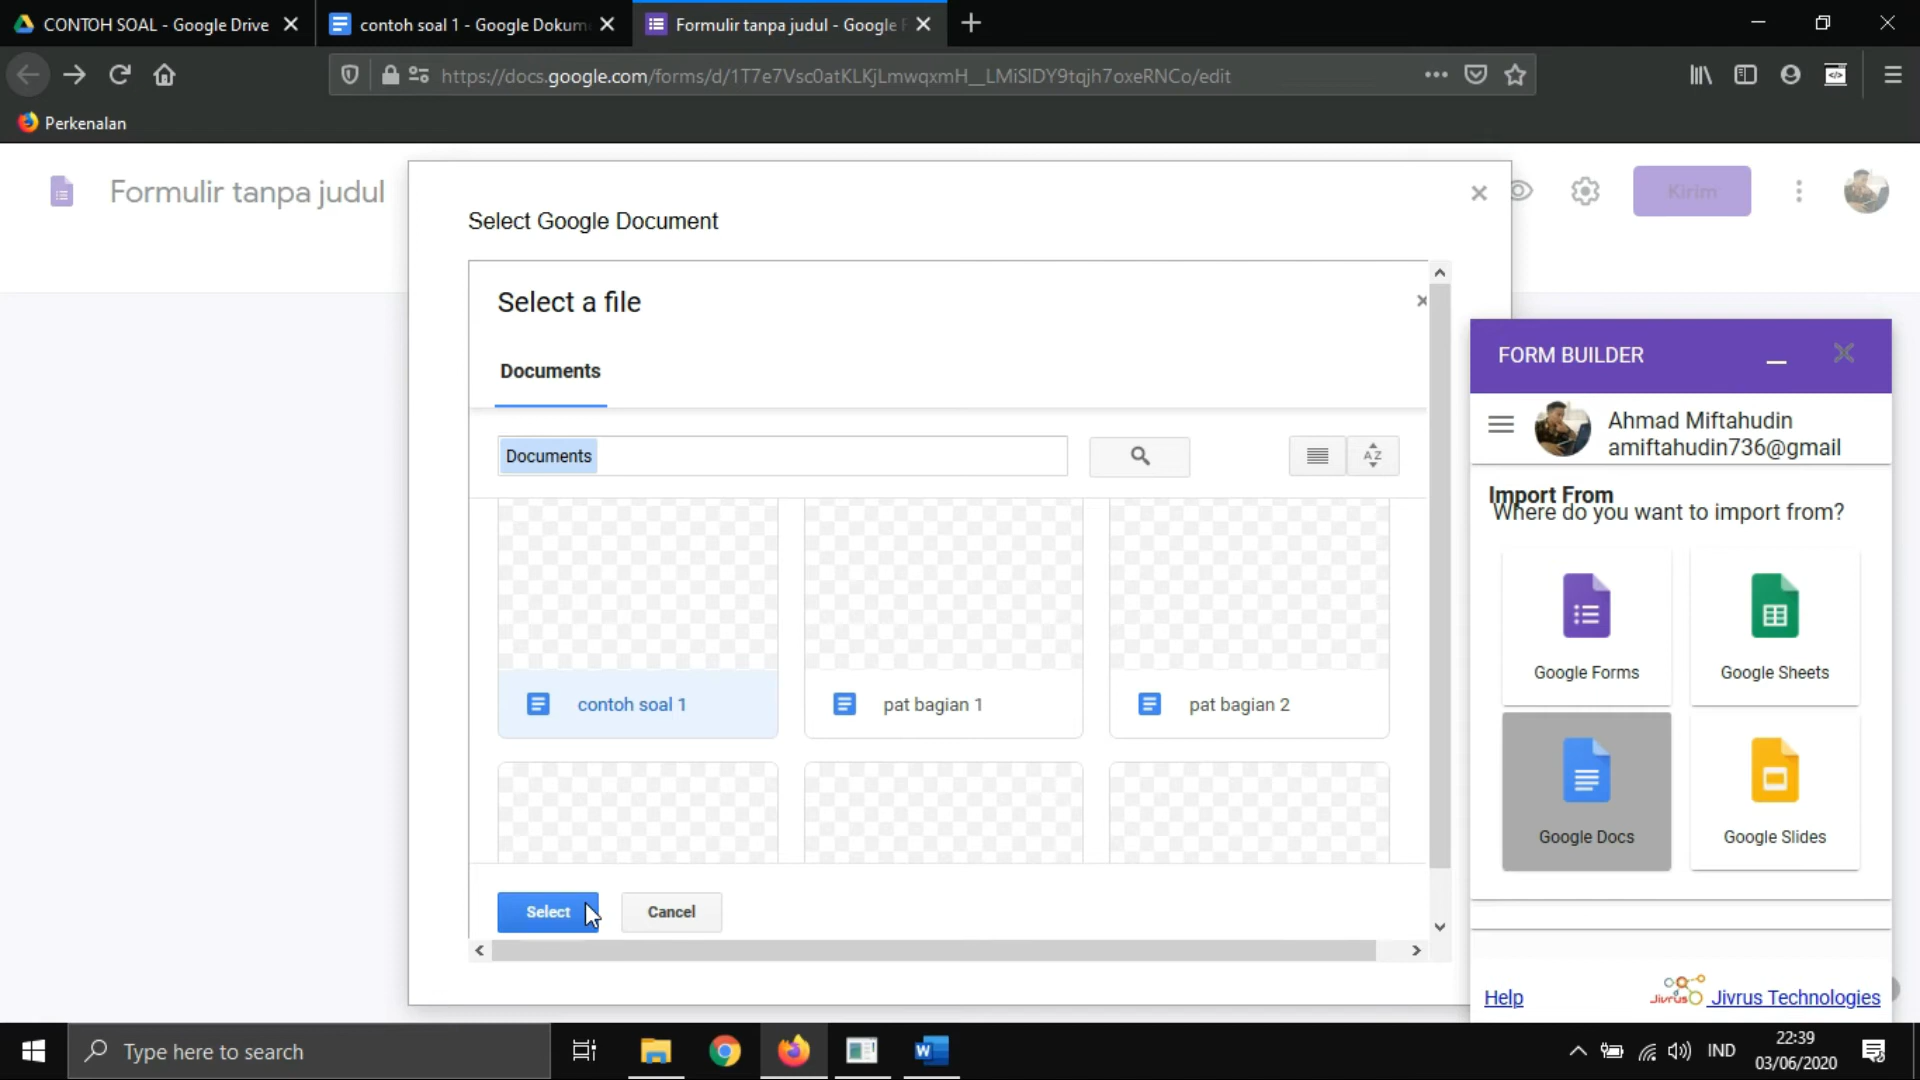 CONTOH SOAL - Google Drive
contoh soal 1 - Google Dokum
Formulir tanpa judul - Google F
https://docs.google.com/forms/d/1T7e7Vsc0atKLKjLmwqxmH__LMiSlDY9tqjh7oxeRNCo/edit
Perkenalan
Formulir tanpa judul
Kirim
Select Google Document
Select a file
Documents
Documents
A Z
contoh soal 1
pat bagian 1
pat bagian 2
Select
Cancel
FORM BUILDER
Ahmad Miftahudin
amiftahudin736@gmail
Import From
Where do you want to import from?
Google Forms
Google Sheets
Google Docs
Google Slides
Help
Jivrus
Jivrus Technologies
Type here to search
IND
22:39
03/06/2020